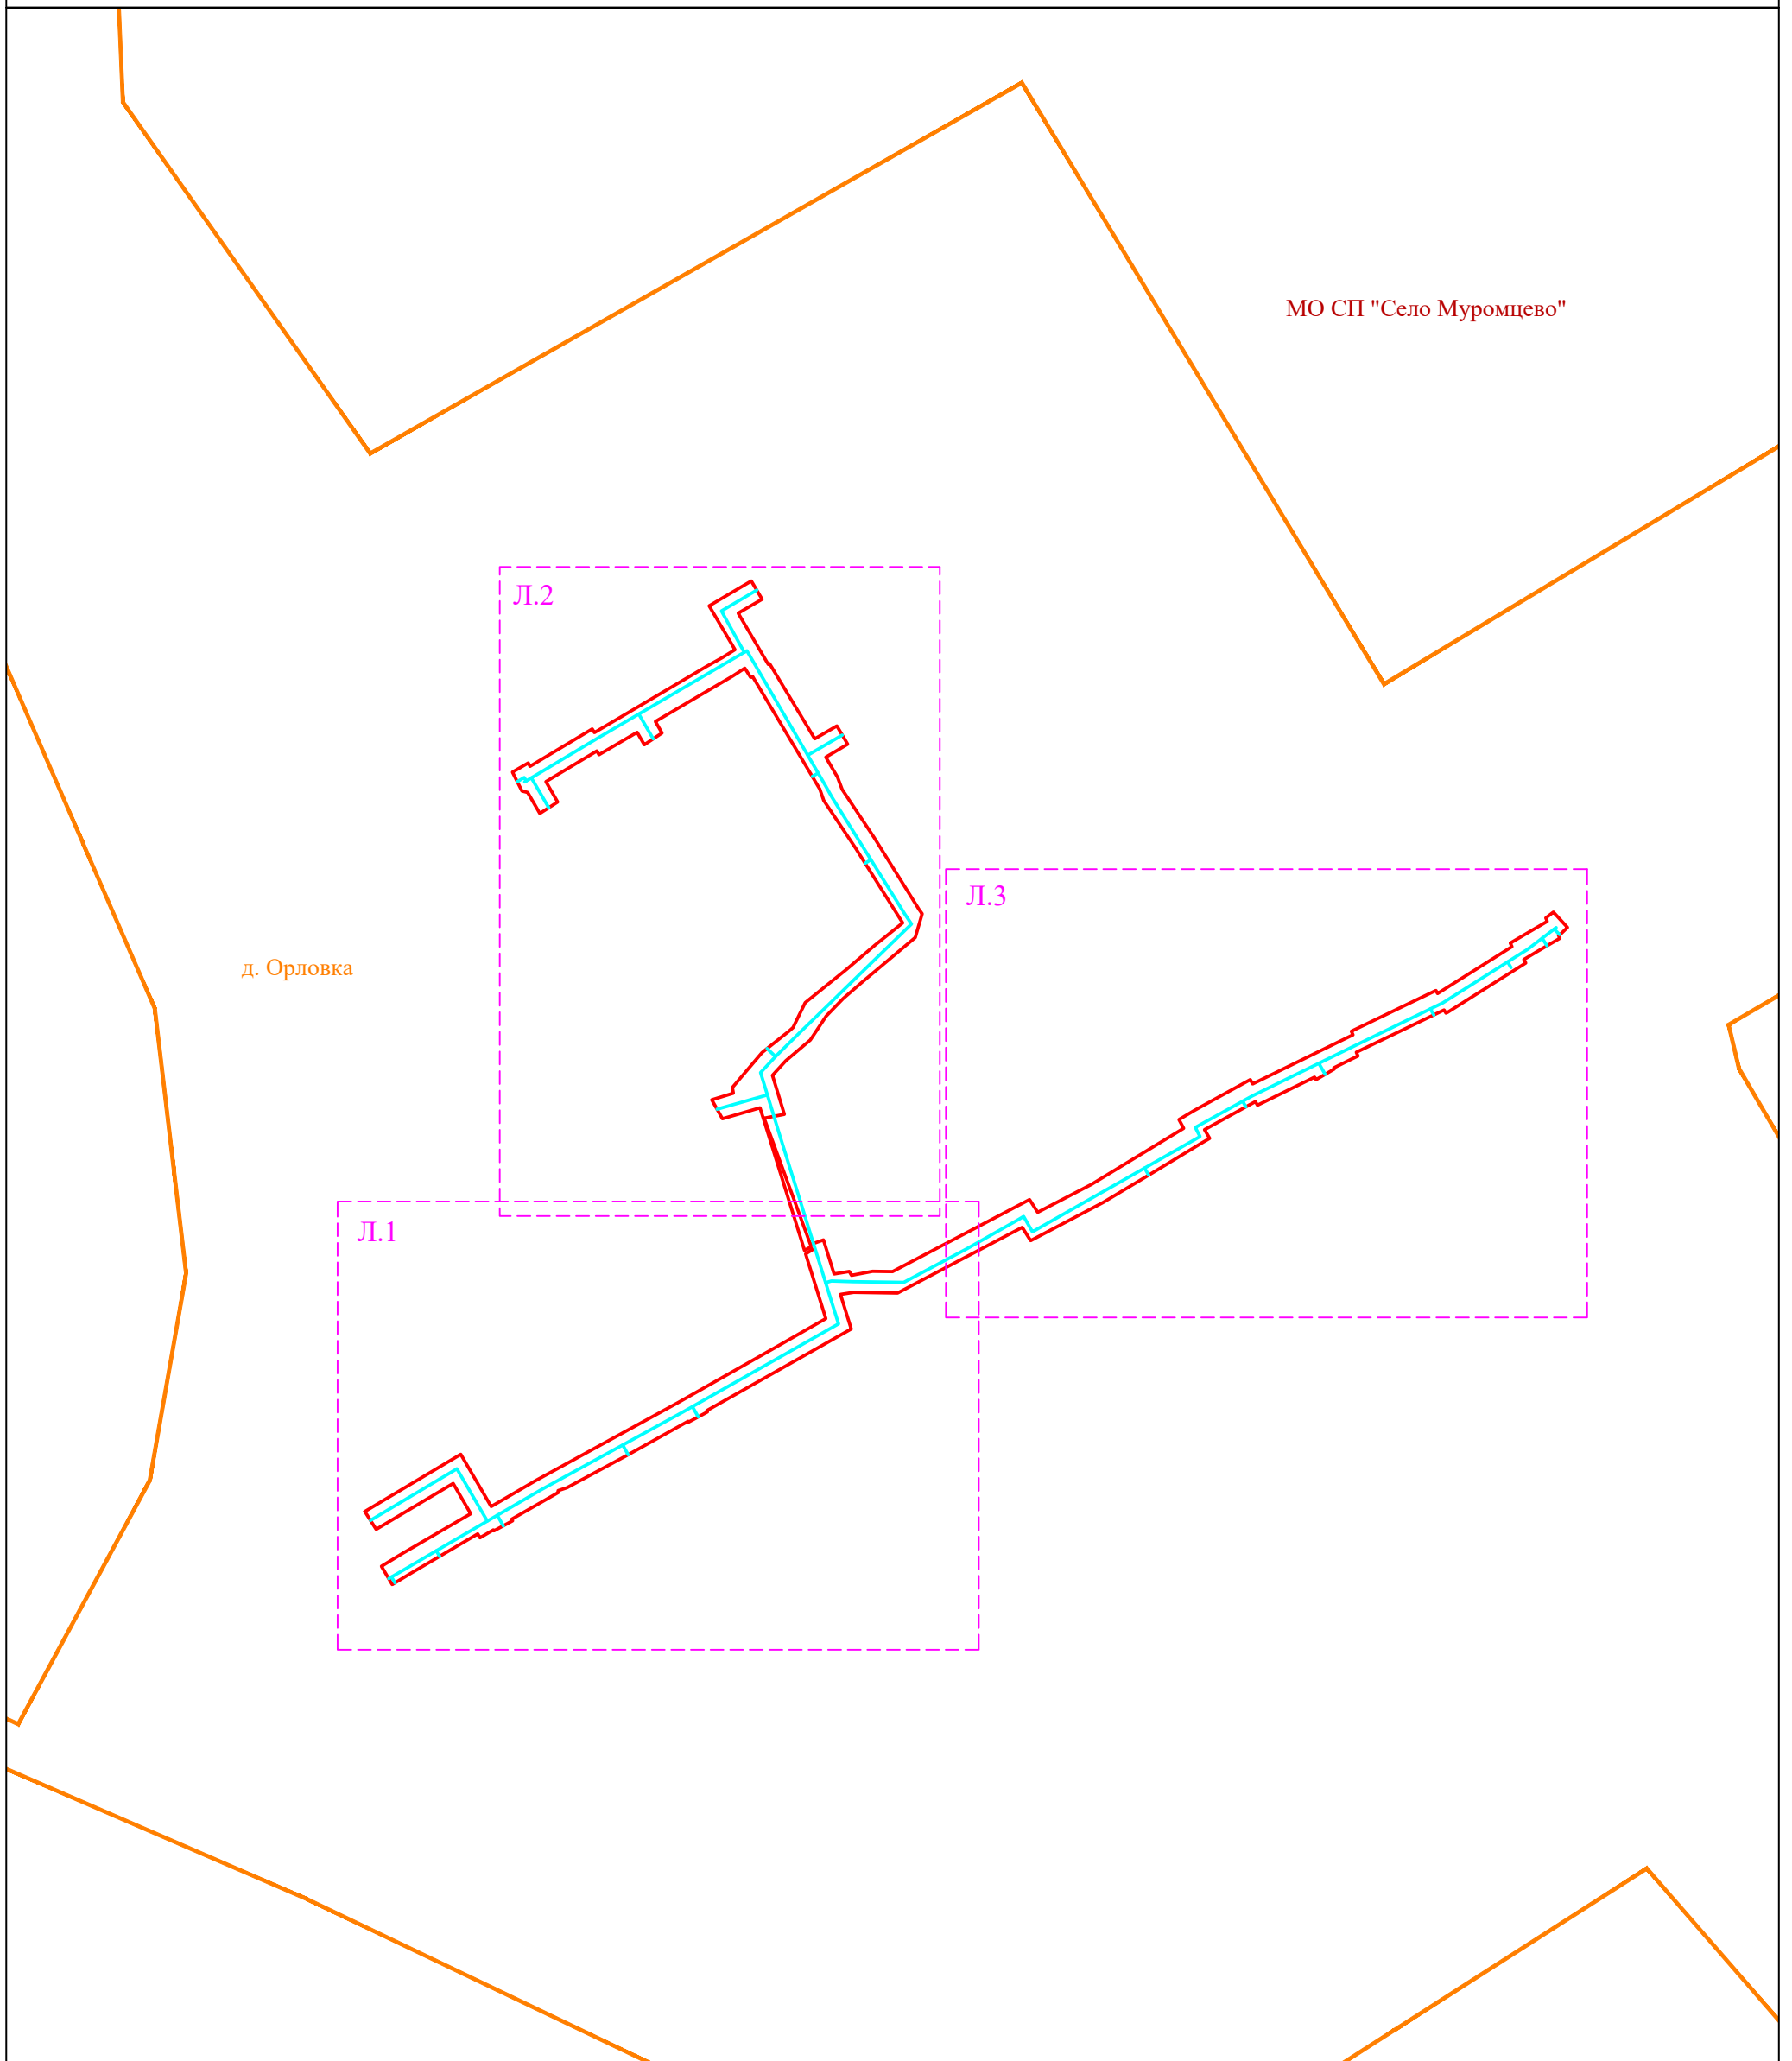 МО СП "Село Муромцево"
Л.2
Л.3
д. Орловка
Л.1